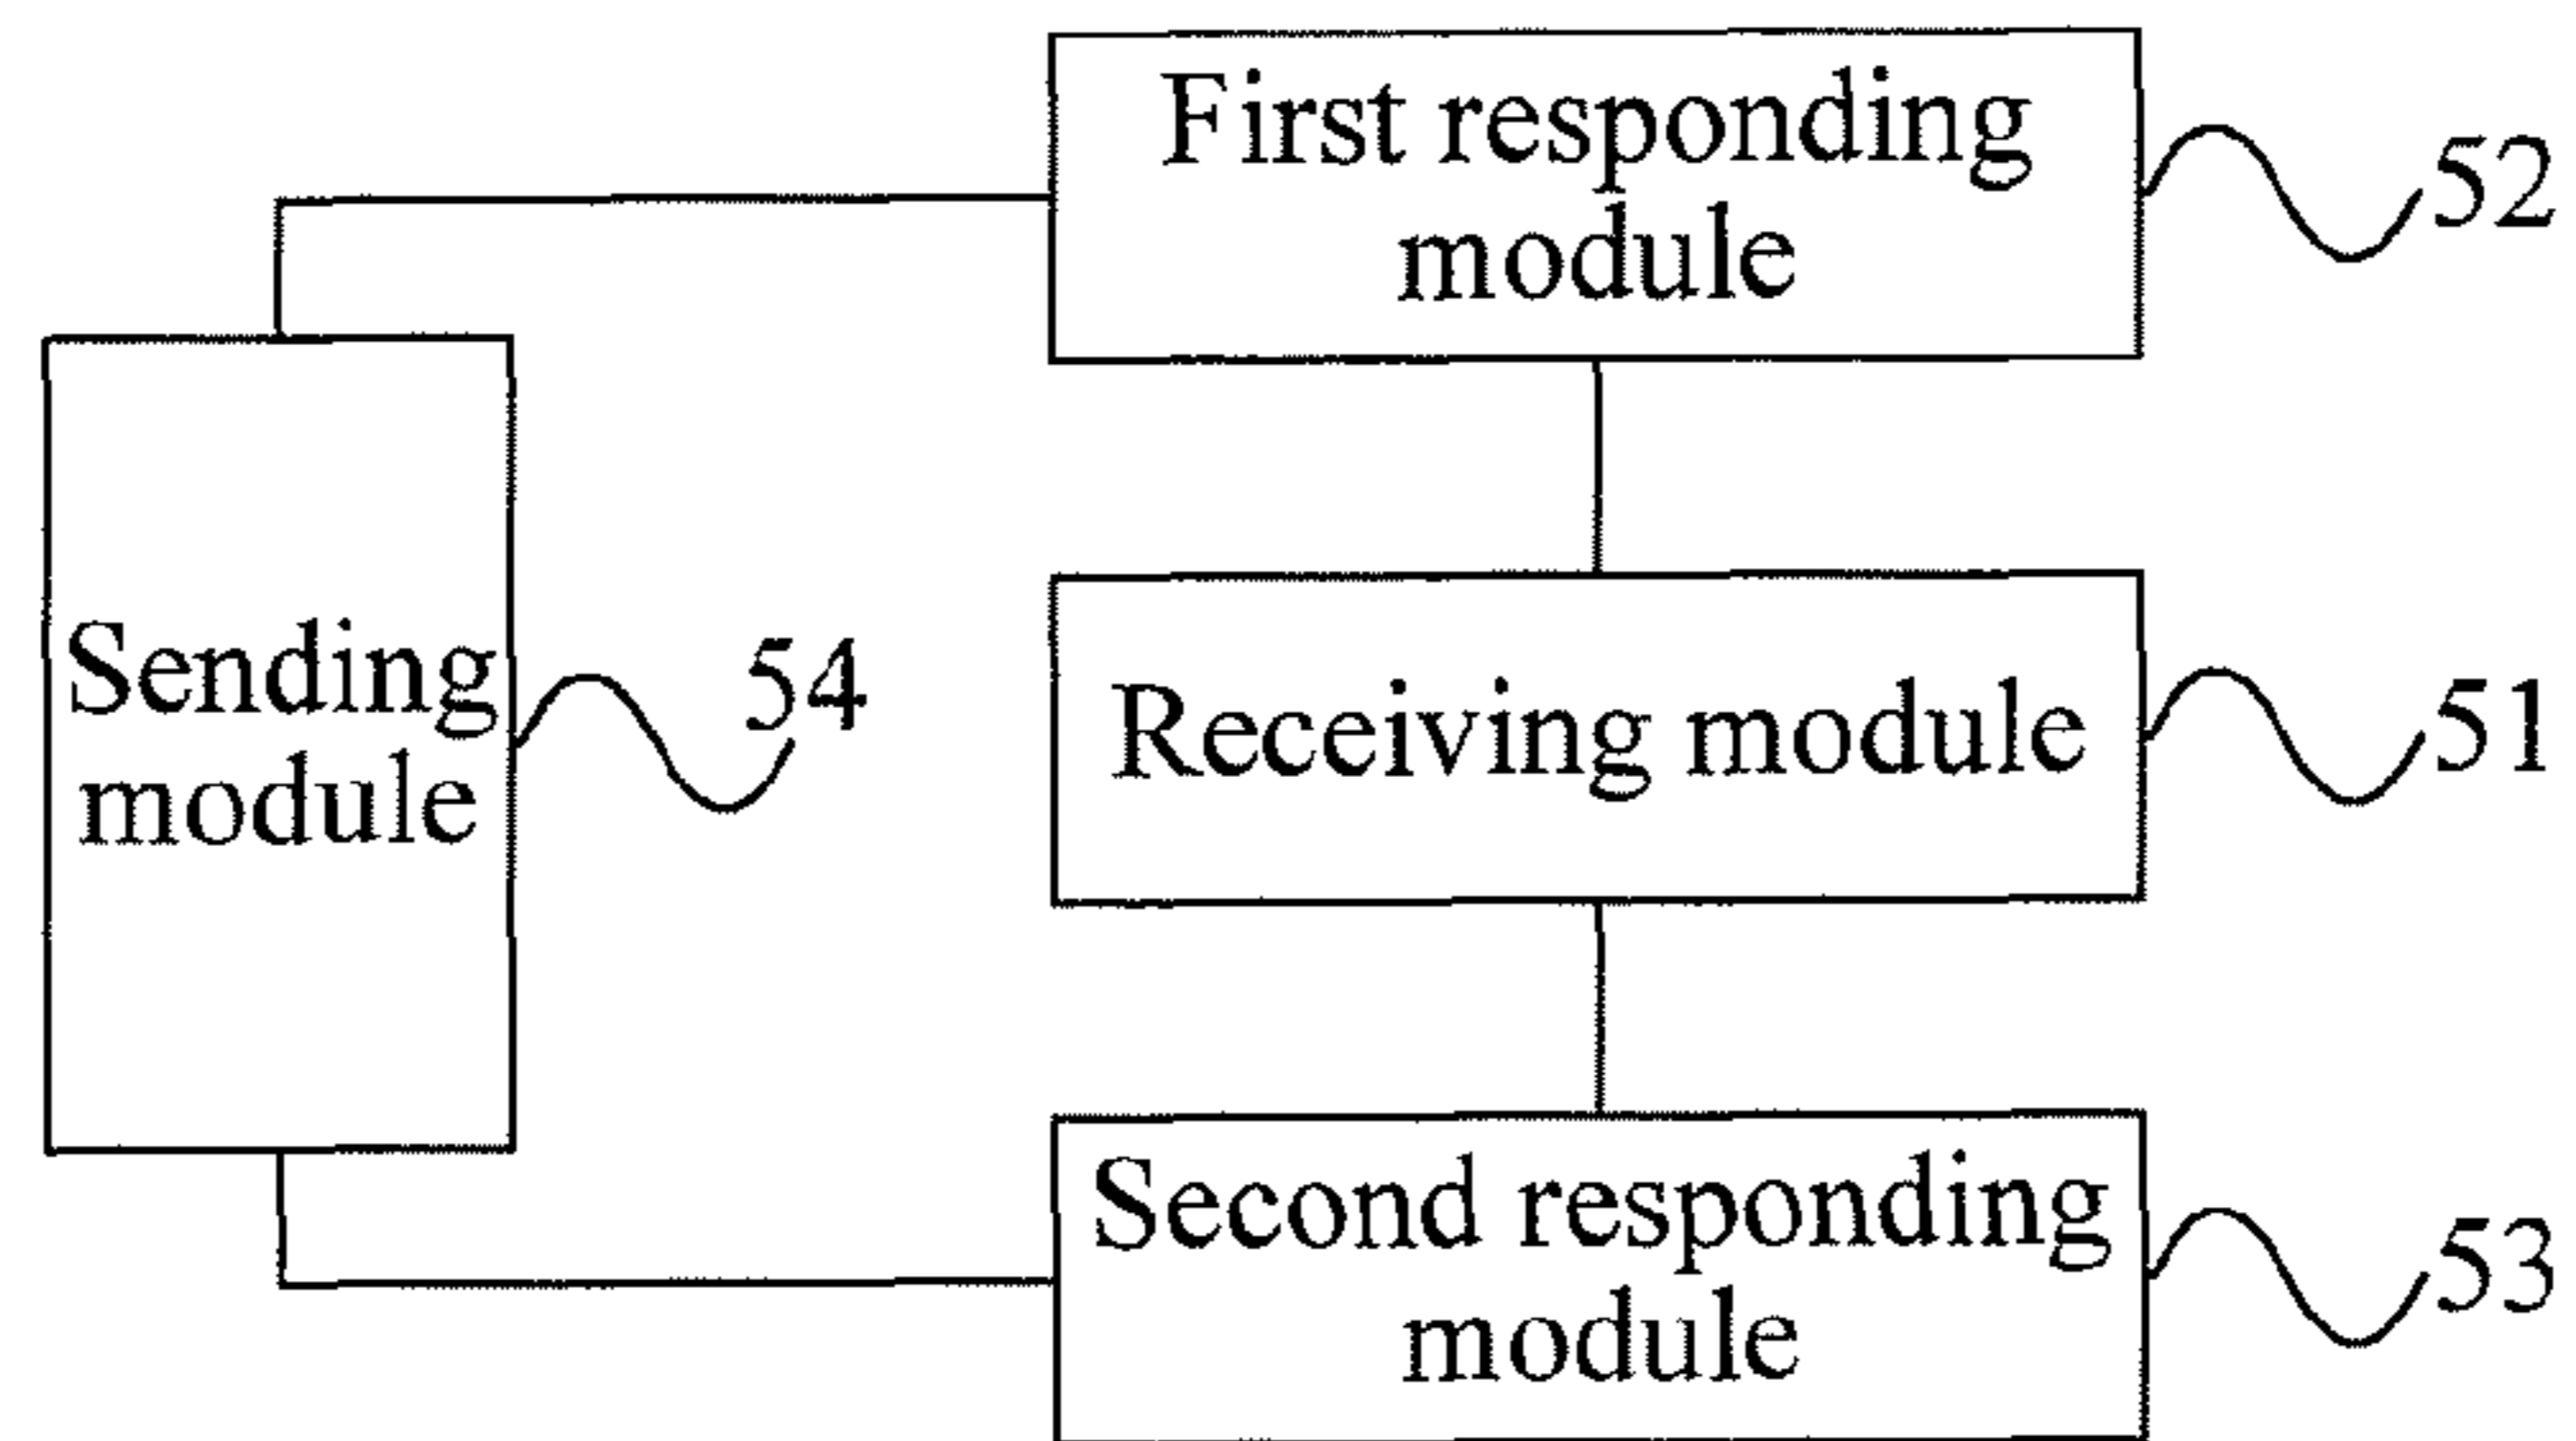 First responding
module
52
Sending
module
54
Receiving module
51
Second responding
module
53